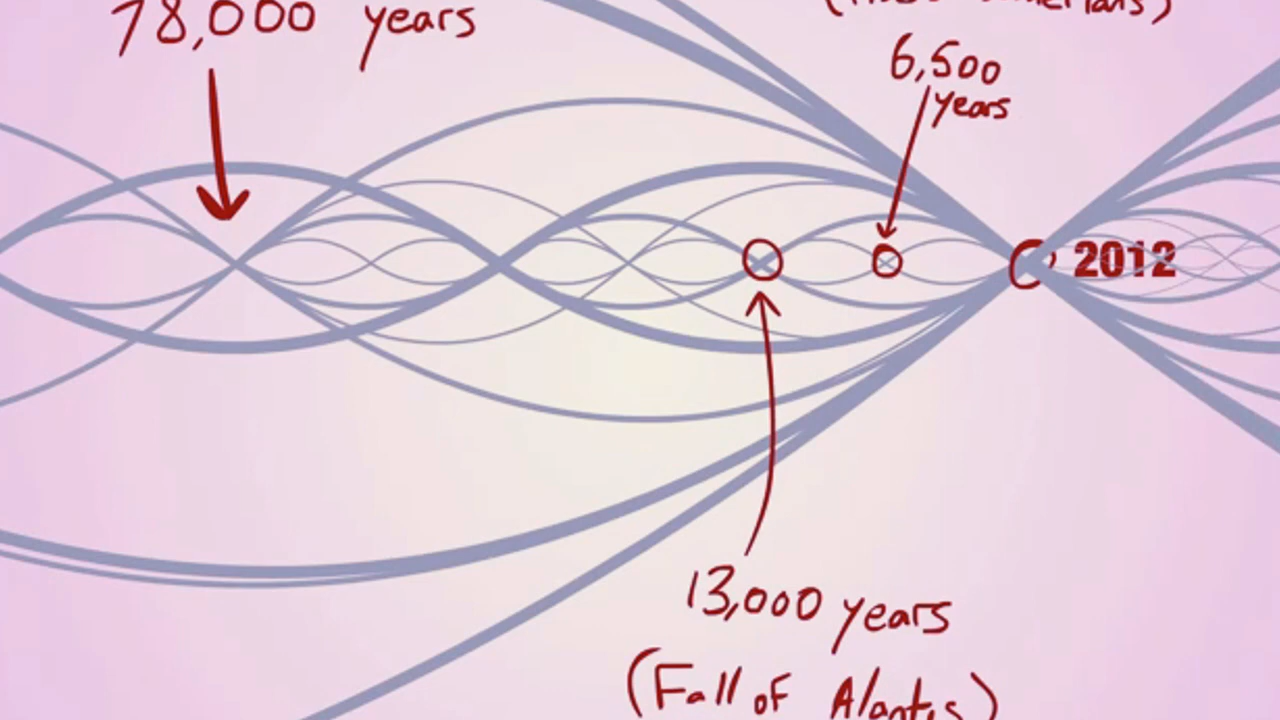 78,000 years
6,500
years
2012
13,000 years
(Fall of Alantis)